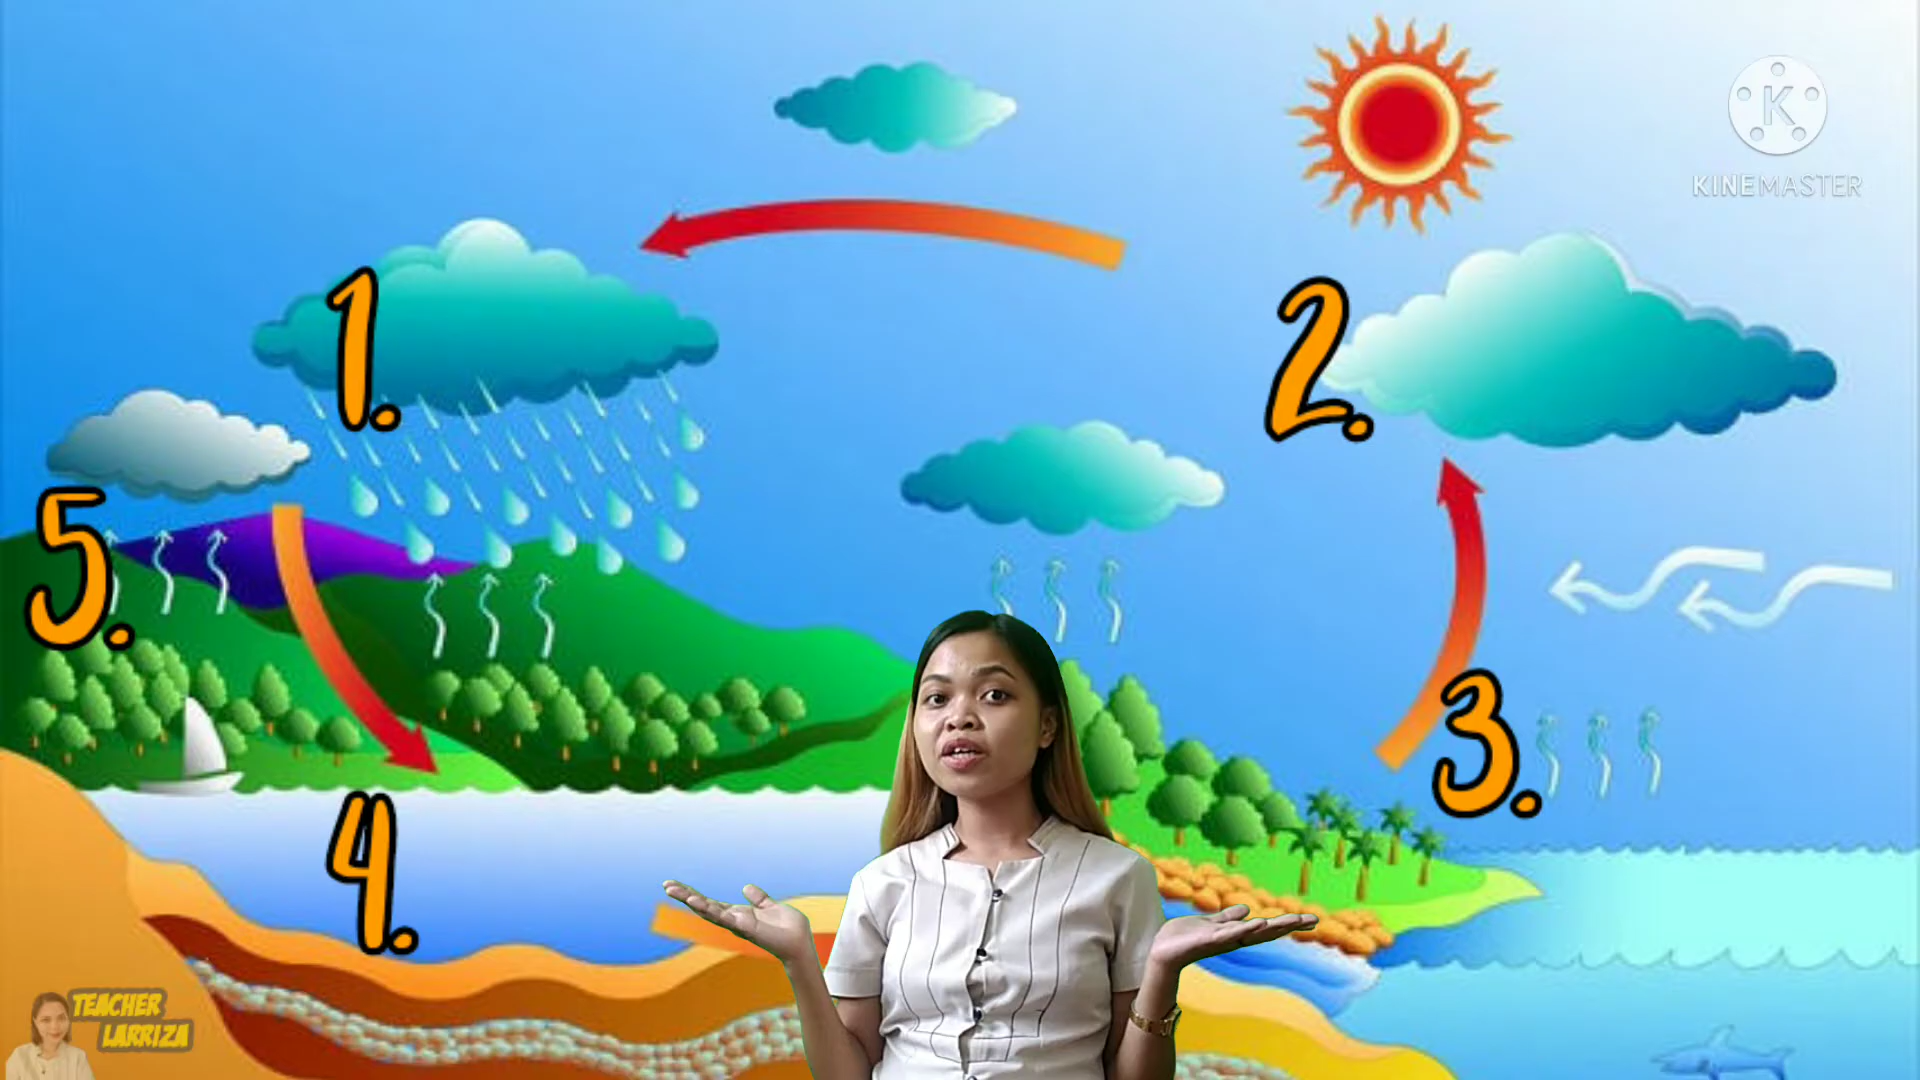 K
KINEMASTER
1.
2.
5.
3.
4.
TEACHER
LARRIZA